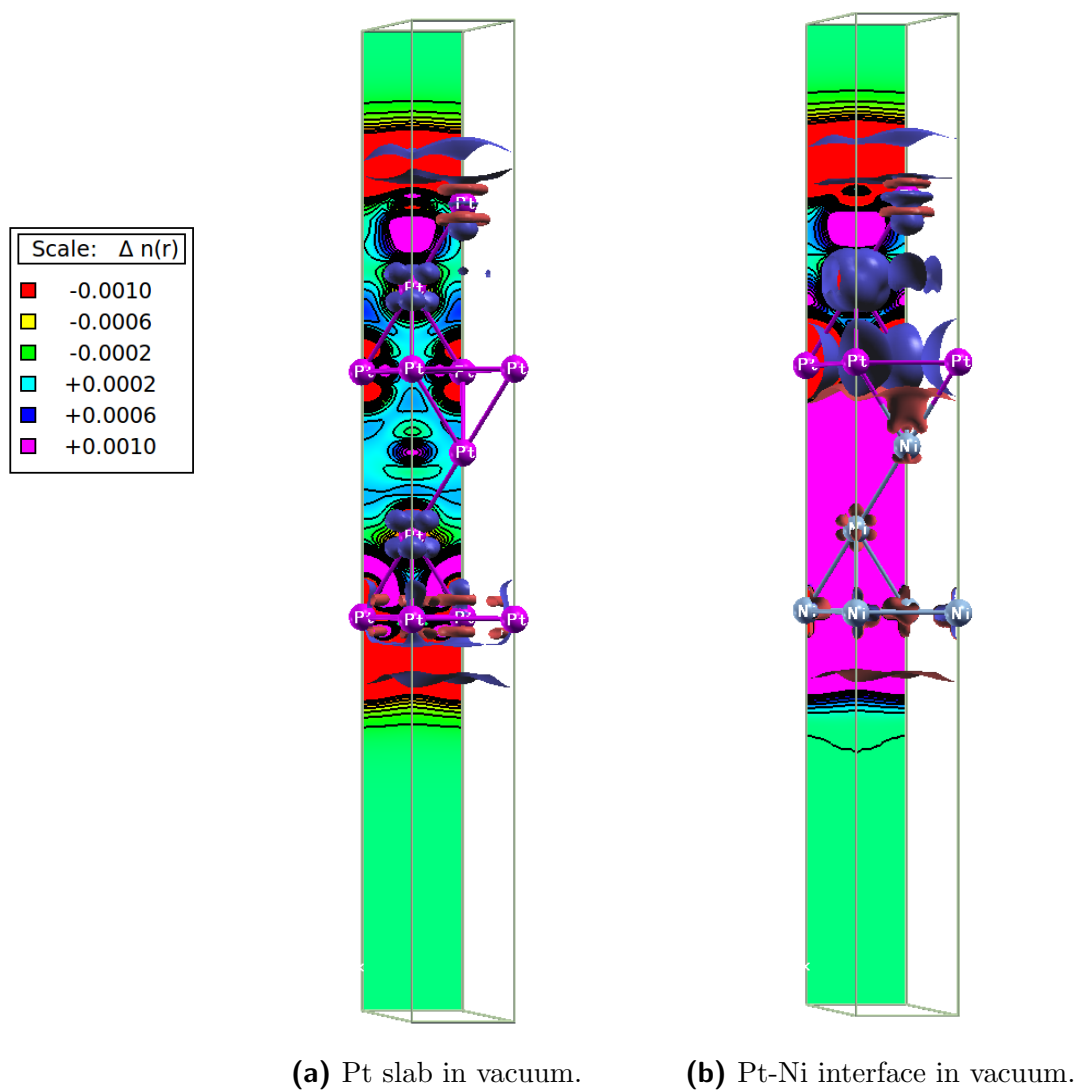 Scale: Δ n(r)
-0.0010
-0.0006
-0.0002
+0.0002
+0.0006
+0.0010
Pt
Pt
Pt Pt Pt Pt
Pt
Pt
Pt Pt Pt Pt
Pt Pt Pt
Ni
Ni
Ni Ni Ni
(a) Pt slab in vacuum.
(b) Pt-Ni interface in vacuum.